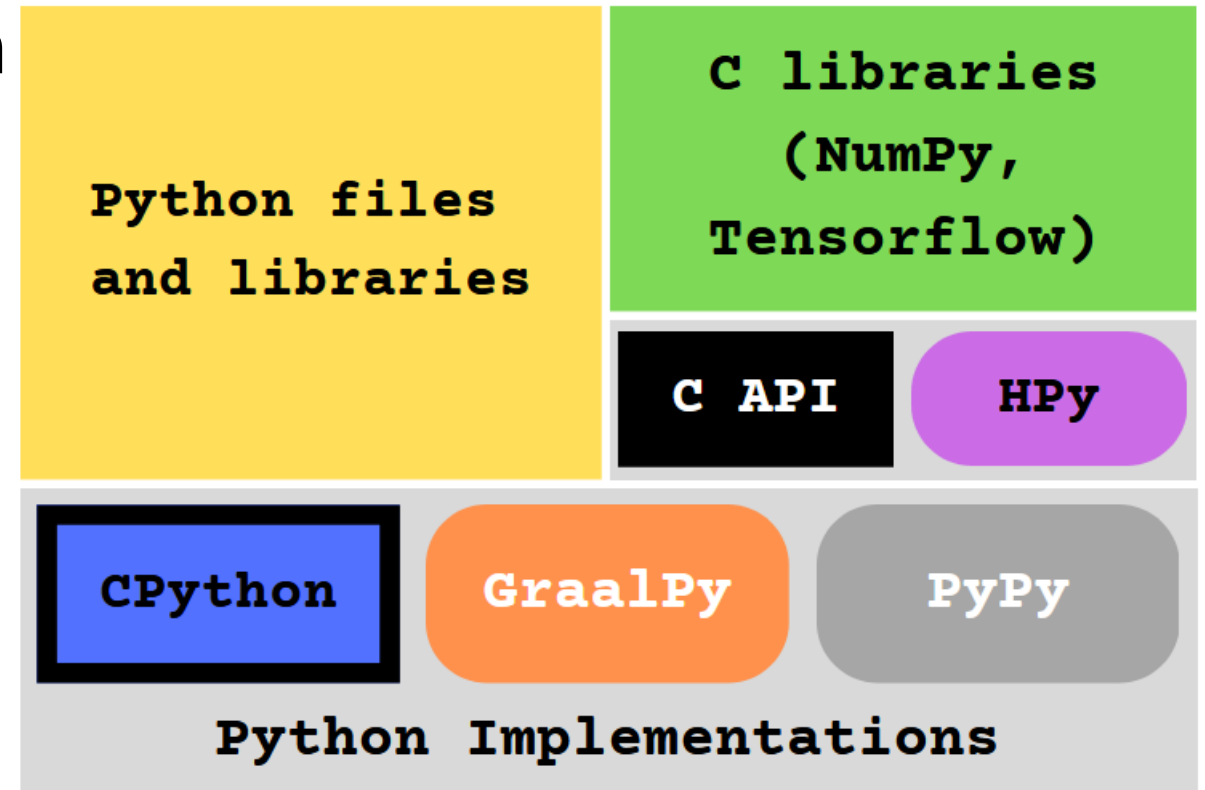 Python files
and libraries
C libraries
(NumPy,
Tensorflow)
C API
HPy
CPython
GraalPy
PyPy
Python Implementations